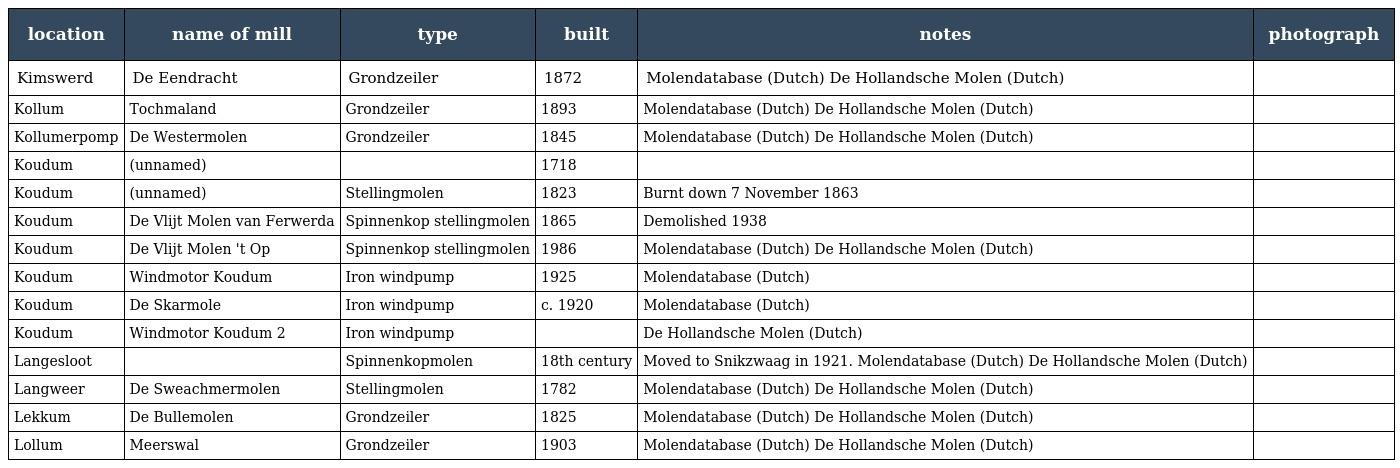 location name of mill type built notes photograph
Kimswerd De Eendracht Grondzeiler 1872 Molendatabase (Dutch) De Hollandsche Molen (Dutch)
Kollum Tochmaland Grondzeiler 1893 Molendatabase (Dutch) De Hollandsche Molen (Dutch)
Kollumerpomp De Westermolen Grondzeiler 1845 Molendatabase (Dutch) De Hollandsche Molen (Dutch)
Koudum (unnamed) 1718
Koudum (unnamed) Stellingmolen 1823 Burnt down 7 November 1863
Koudum De Vlijt Molen van Ferwerda Spinnenkop stellingmolen 1865 Demolished 1938
Koudum De Vlijt Molen 't Op Spinnenkop stellingmolen 1986 Molendatabase (Dutch) De Hollandsche Molen (Dutch)
Koudum Windmotor Koudum Iron windpump 1925 Molendatabase (Dutch)
Koudum De Skarmole Iron windpump c. 1920 Molendatabase (Dutch)
Koudum Windmotor Koudum 2 Iron windpump De Hollandsche Molen (Dutch)
Langesloot Spinnenkopmolen 18th century Moved to Snikzwaag in 1921. Molendatabase (Dutch) De Hollandsche Molen (Dutch)
Langweer De Sweachmermolen Stellingmolen 1782 Molendatabase (Dutch) De Hollandsche Molen (Dutch)
Lekkum De Bullemolen Grondzeiler 1825 Molendatabase (Dutch) De Hollandsche Molen (Dutch)
Lollum Meerswal Grondzeiler 1903 Molendatabase (Dutch) De Hollandsche Molen (Dutch)